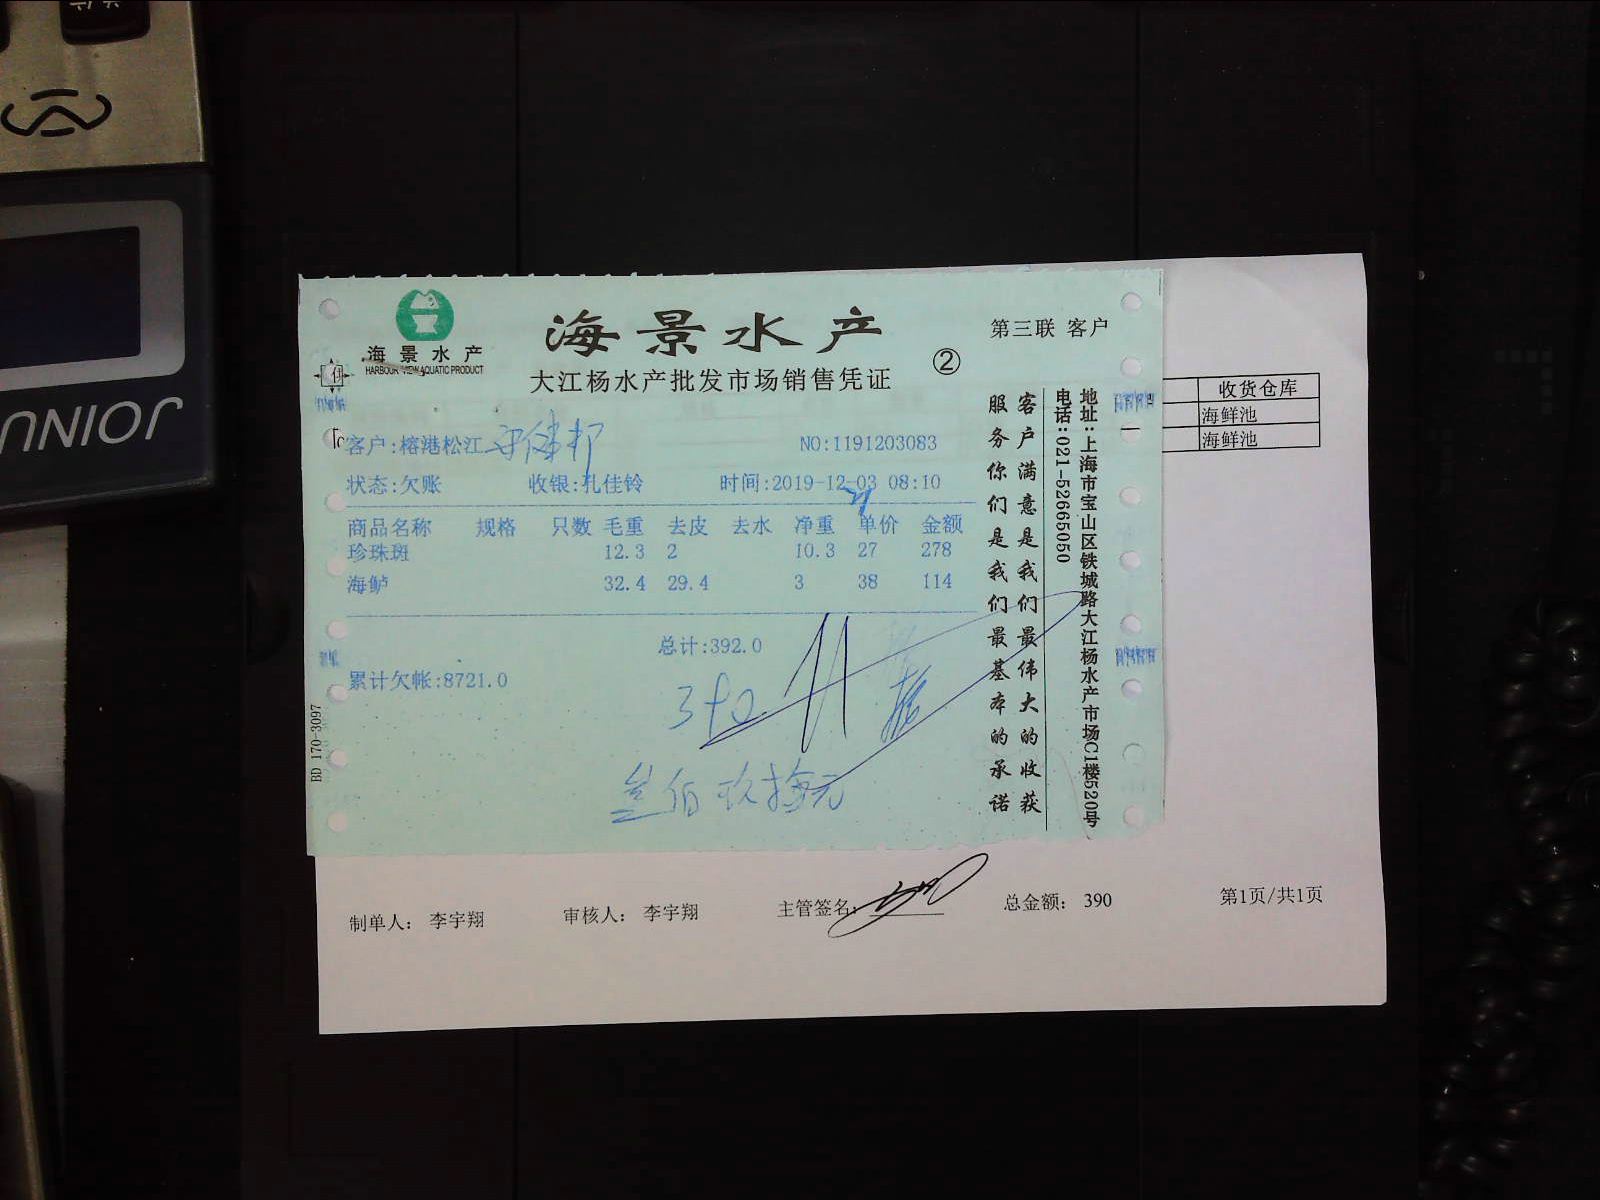 JOINU
海景水产
HARBOUR VIEW AQUATIC PRODUCT
海景水产
大江杨水产批发市场销售凭证
②
第三联 客户
客户:榕港松江
NO:1191203083
状态:欠账 收银:孔佳铃 时间:2019-12-03 08:10
商品名称 规格 只数 毛重 去皮 去水 净重 单价 金额
珍珠斑 12.3 2 10.3 27 278
海鲈 32.4 29.4 3 38 114
总计:392.0
累计欠帐:8721.0
叁佰玖拾元
BD 170-3097
客户满意是我们最伟大的收获
服务你们是我们最基本的承诺
地址:上海市宝山区铁城路大江杨水产市场C1楼520号
电话:021-52665050
收货仓库
海鲜池
海鲜池
制单人: 李宇翔 审核人: 李宇翔 主管签名: 总金额: 390 第1页/共1页